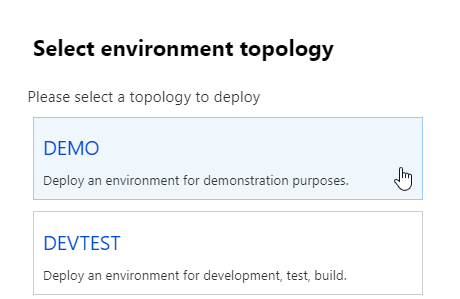 Select environment topology
Please select a topology to deploy
DEMO
Deploy an environment for demonstration purposes.
DEVTEST
Deploy an environment for development, test, build.